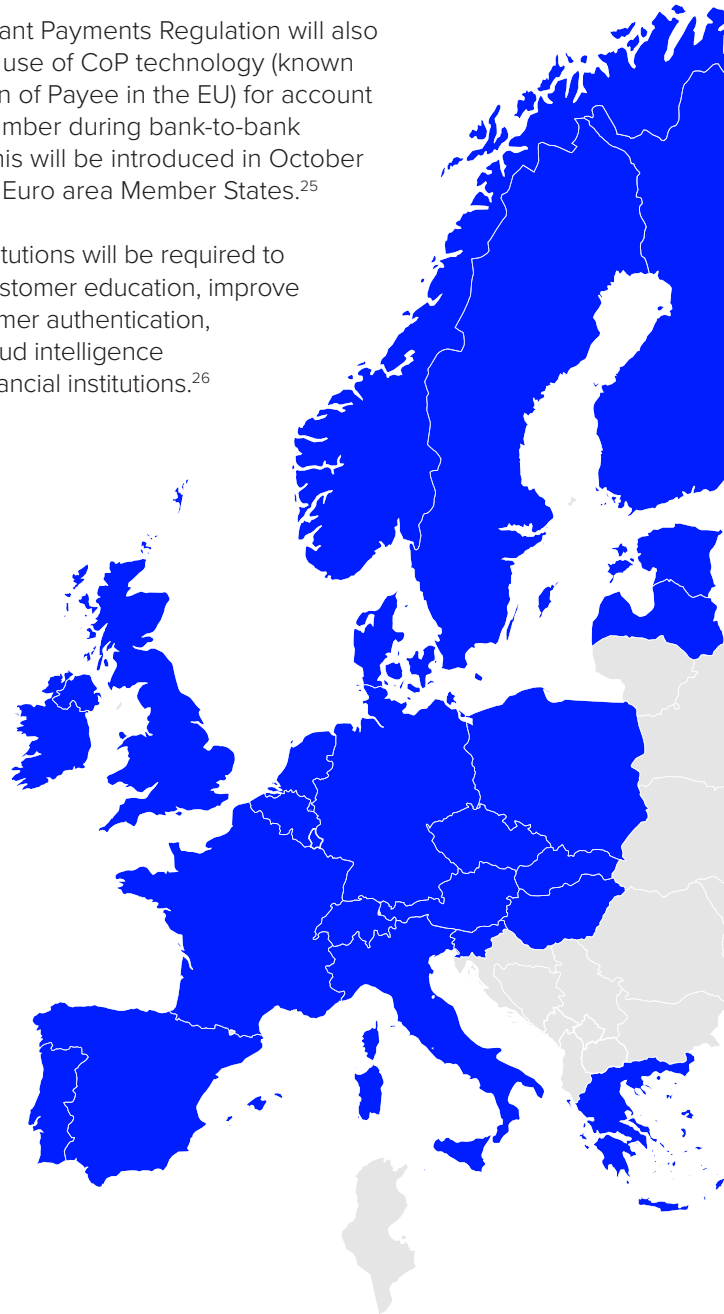 ant Payments Regulation will also
use of CoP technology (known
n of Payee in the EU) for account
mber during bank-to-bank
his will be introduced in October
Euro area Member States.25
tutions will be required to
ustomer education, improve
mer authentication,
ud intelligence
ancial institutions.26